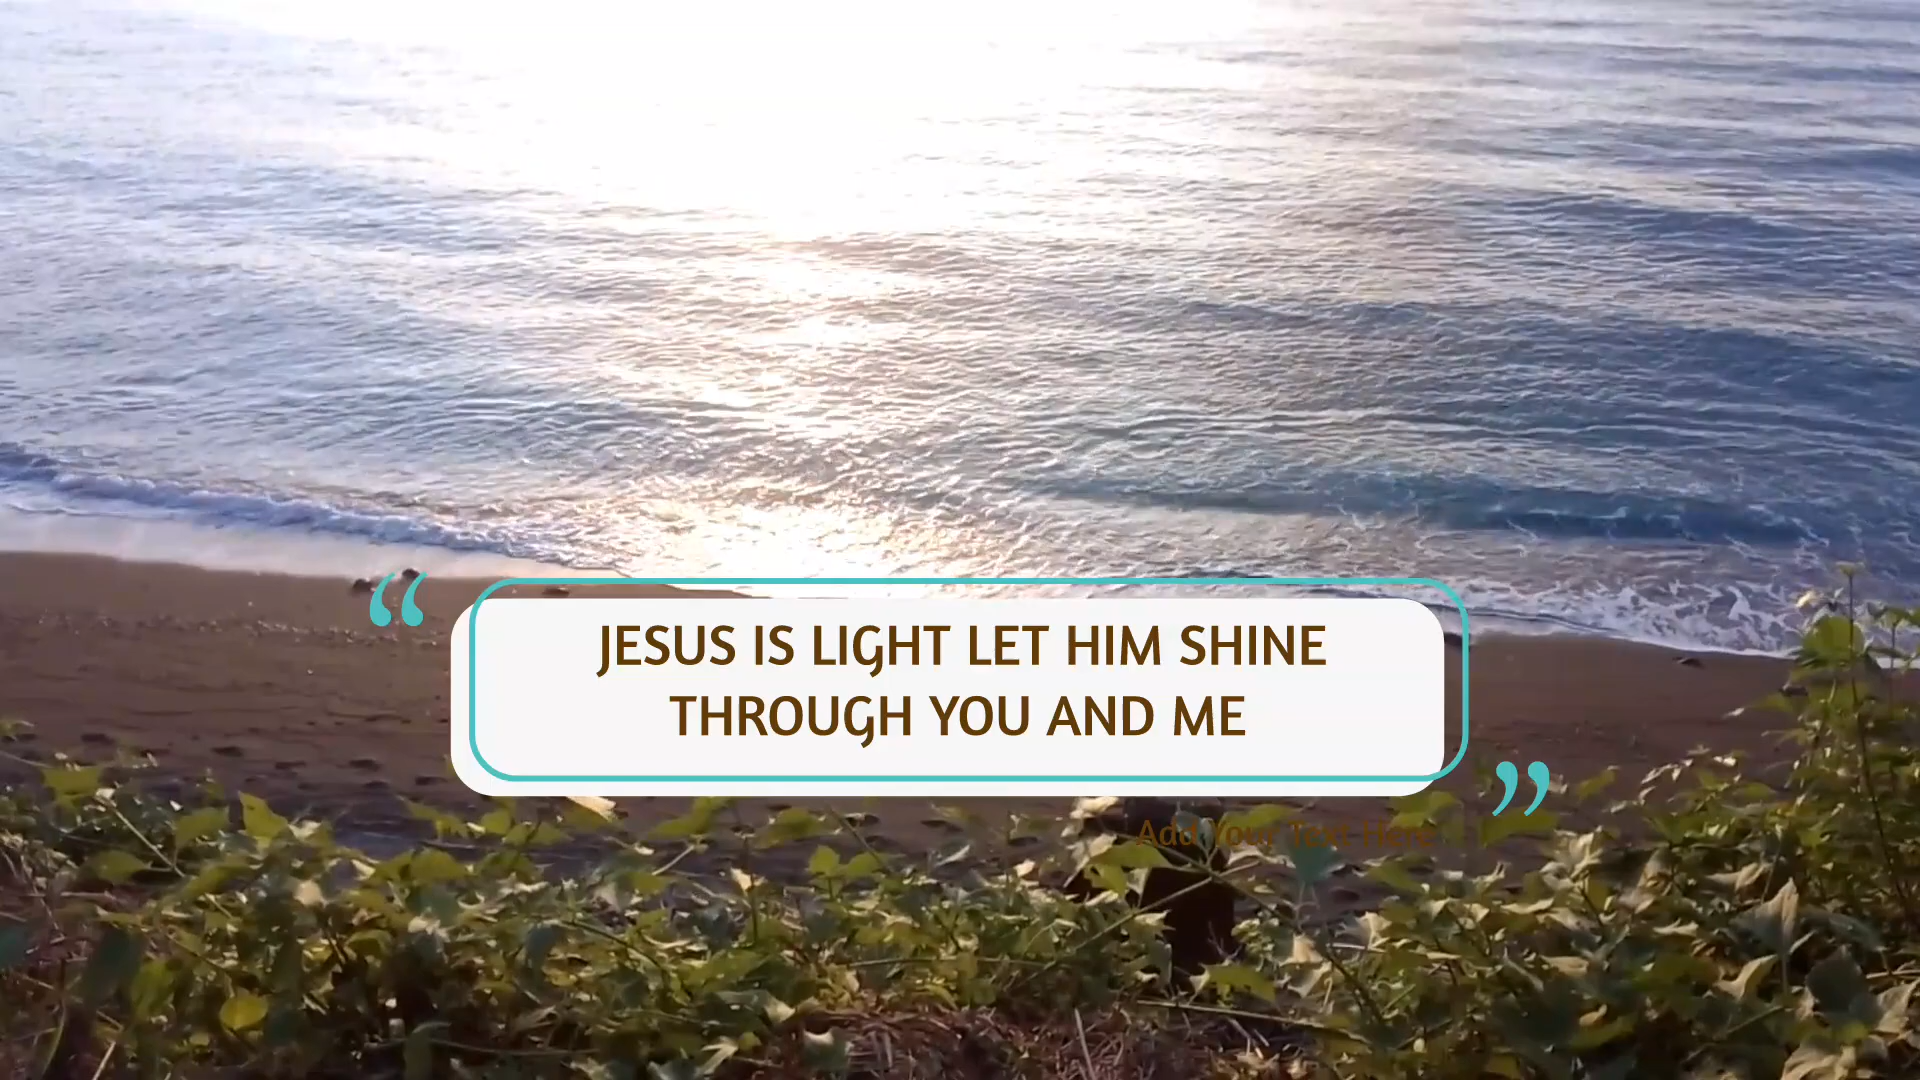 “
JESUS IS LIGHT LET HIM SHINE
THROUGH YOU AND ME
”
Add Your Text Here